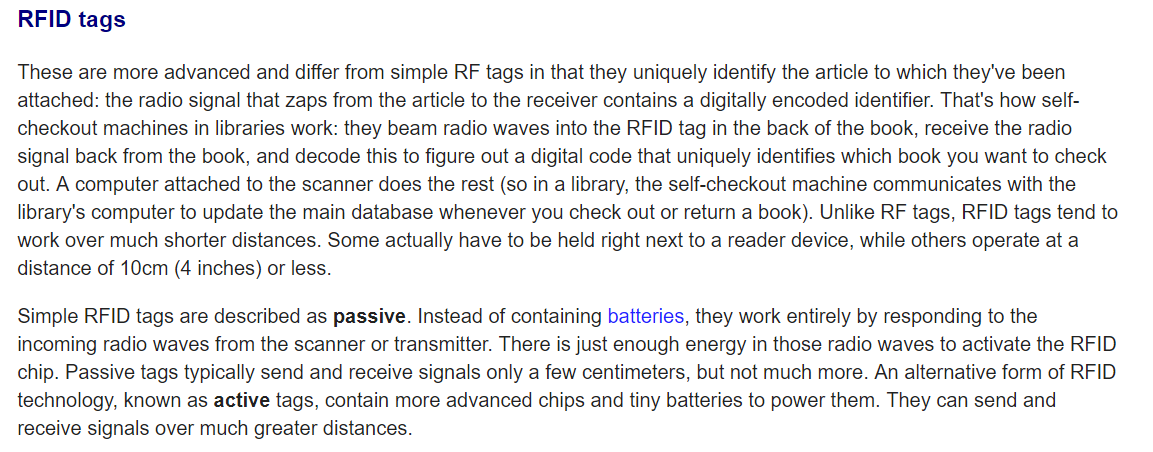 RFID tags
These are more advanced and differ from simple RF tags in that they uniquely identify the article to which they've been
attached: the radio signal that zaps from the article to the receiver contains a digitally encoded identifier. That's how self-
checkout machines in libraries work: they beam radio waves into the RFID tag in the back of the book, receive the radio
signal back from the book, and decode this to figure out a digital code that uniquely identifies which book you want to check
out. A computer attached to the scanner does the rest (so in a library, the self-checkout machine communicates with the
library's computer to update the main database whenever you check out or return a book). Unlike RF tags, RFID tags tend to
work over much shorter distances. Some actually have to be held right next to a reader device, while others operate at a
distance of 10cm (4 inches) or less.
Simple RFID tags are described as passive. Instead of containing batteries, they work entirely by responding to the
incoming radio waves from the scanner or transmitter. There is just enough energy in those radio waves to activate the RFID
chip. Passive tags typically send and receive signals only a few centimeters, but not much more. An alternative form of RFID
technology, known as active tags, contain more advanced chips and tiny batteries to power them. They can send and
receive signals over much greater distances.